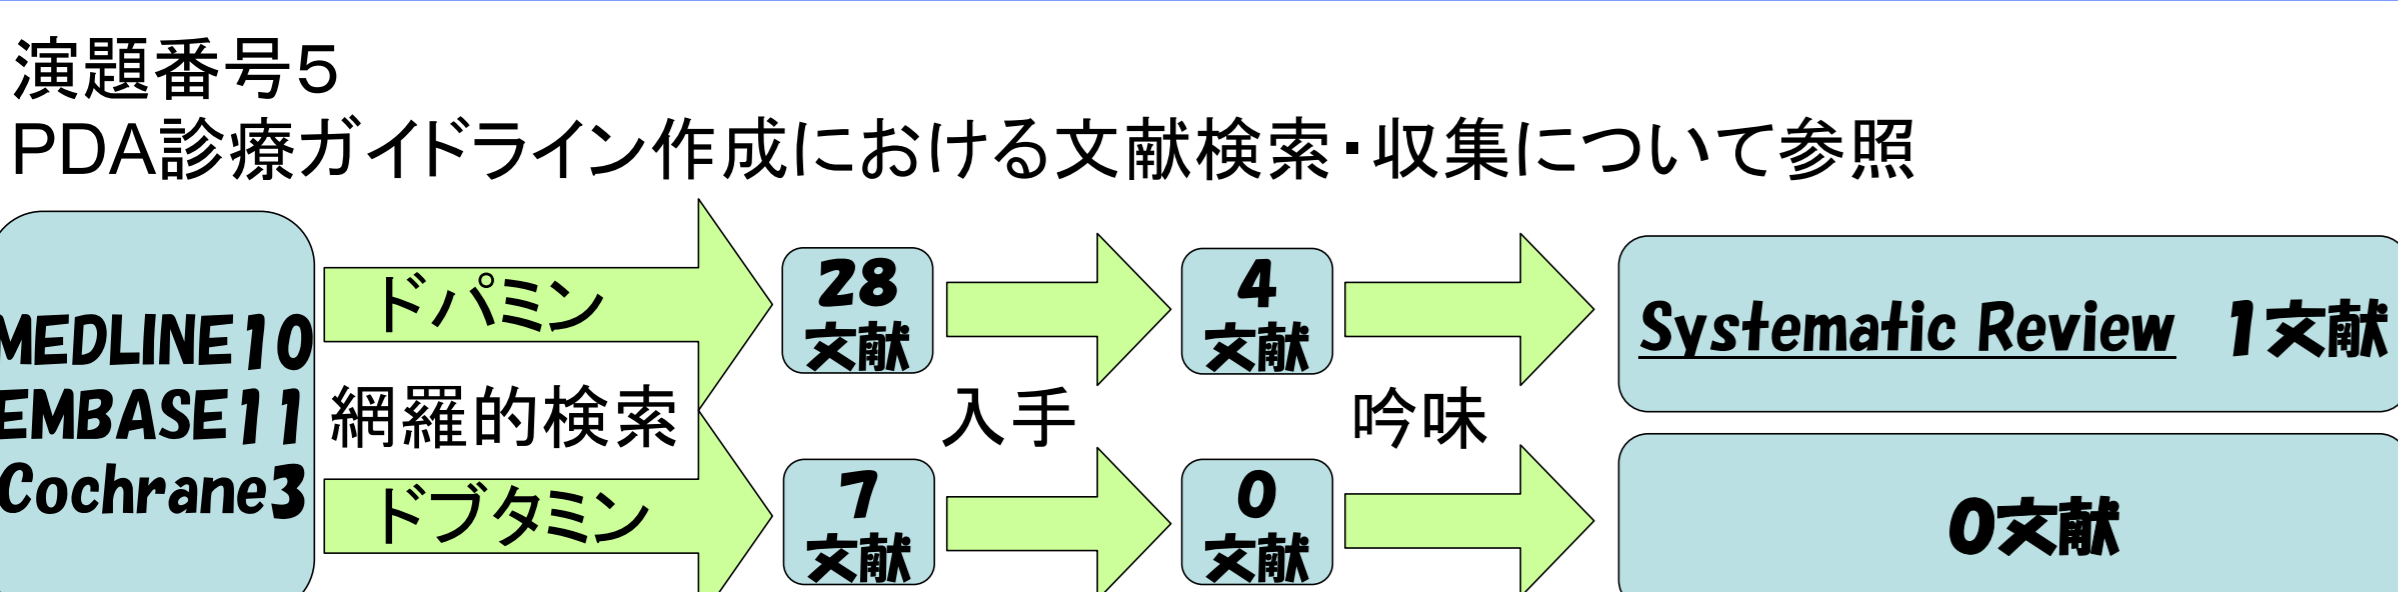 演題番号5
PDA診療ガイドライン作成における文献検索・収集について参照
MEDLINE10
EMBASE11
Cochrane3
ドパミン
網羅的検索
ドブタミン
28
文献
7
文献
入手
4
文献
0
文献
吟味
Systematic Review 1文献
0文献